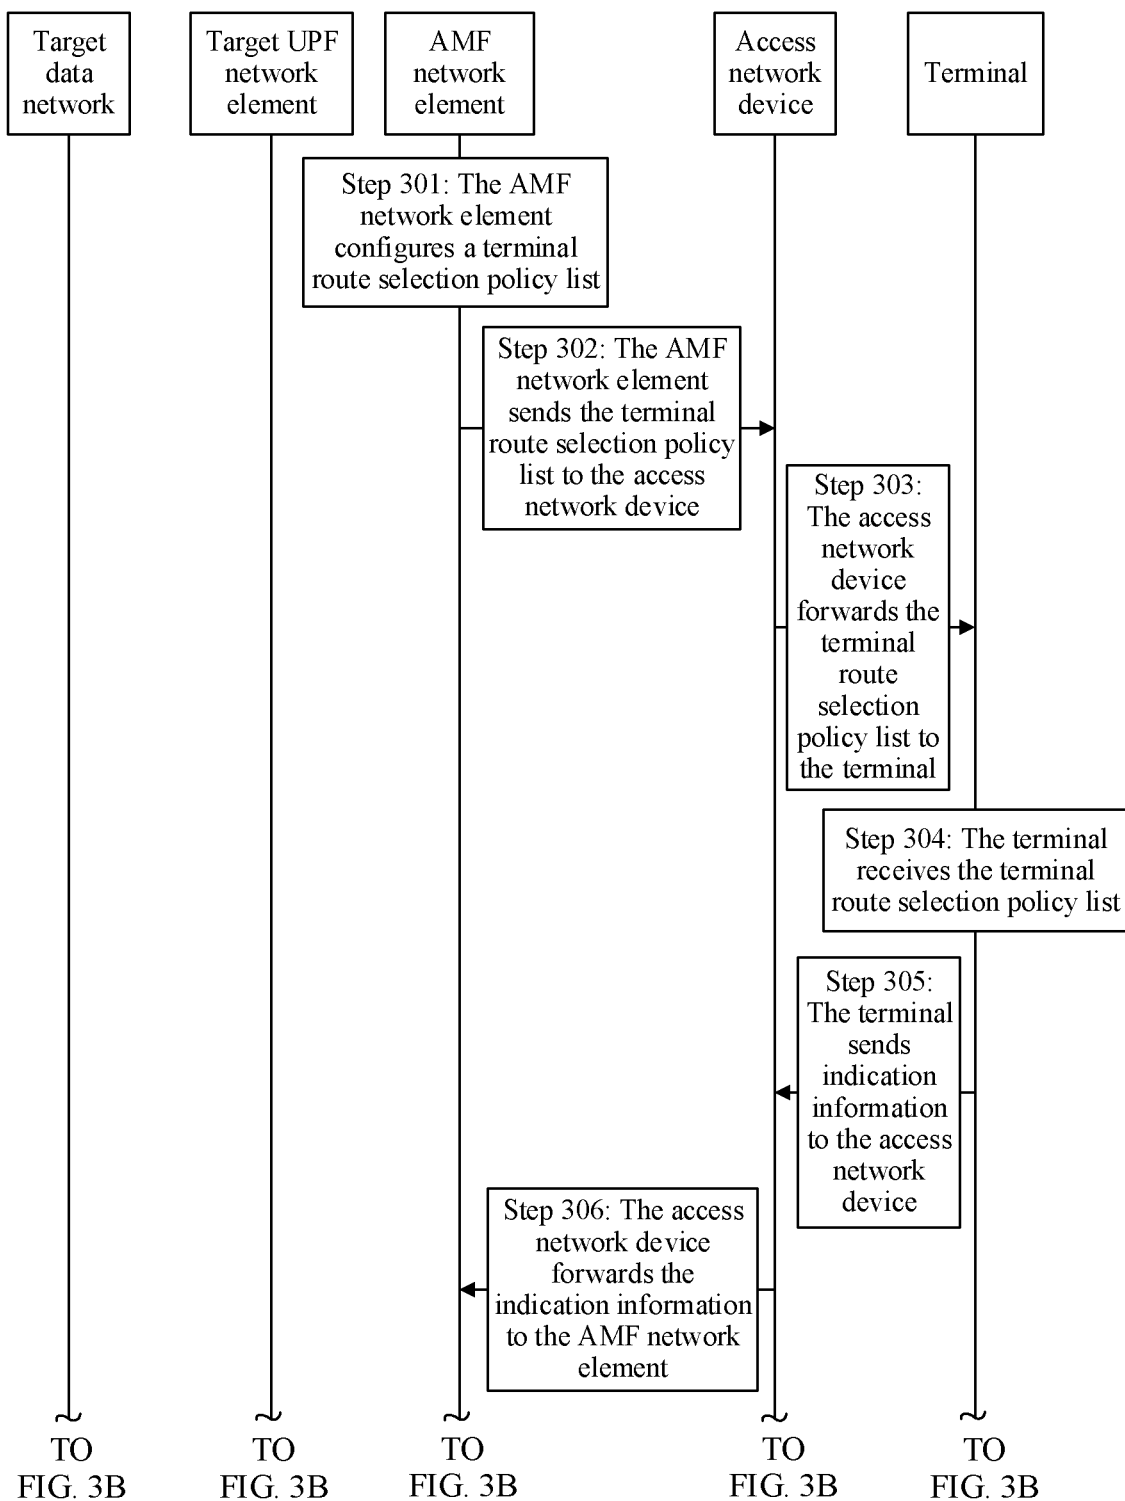 Target
data
network
Target UPF
network
element
AMF
network
element
Access
network
device
Terminal
Step 301: The AMF
network element
configures a terminal
route selection policy list
Step 302: The AMF
network element
sends the terminal
route selection policy
list to the access
network device
Step 303:
The access
network
device
forwards the
terminal
route
selection
policy list to
the terminal
Step 304: The terminal
receives the terminal
route selection policy list
Step 305:
The terminal
sends
indication
information
to the access
network
device
Step 306: The access
network device
forwards the
indication information
to the AMF network
element
TO
FIG. 3B
TO
FIG. 3B
TO
FIG. 3B
TO
FIG. 3B
TO
FIG. 3B